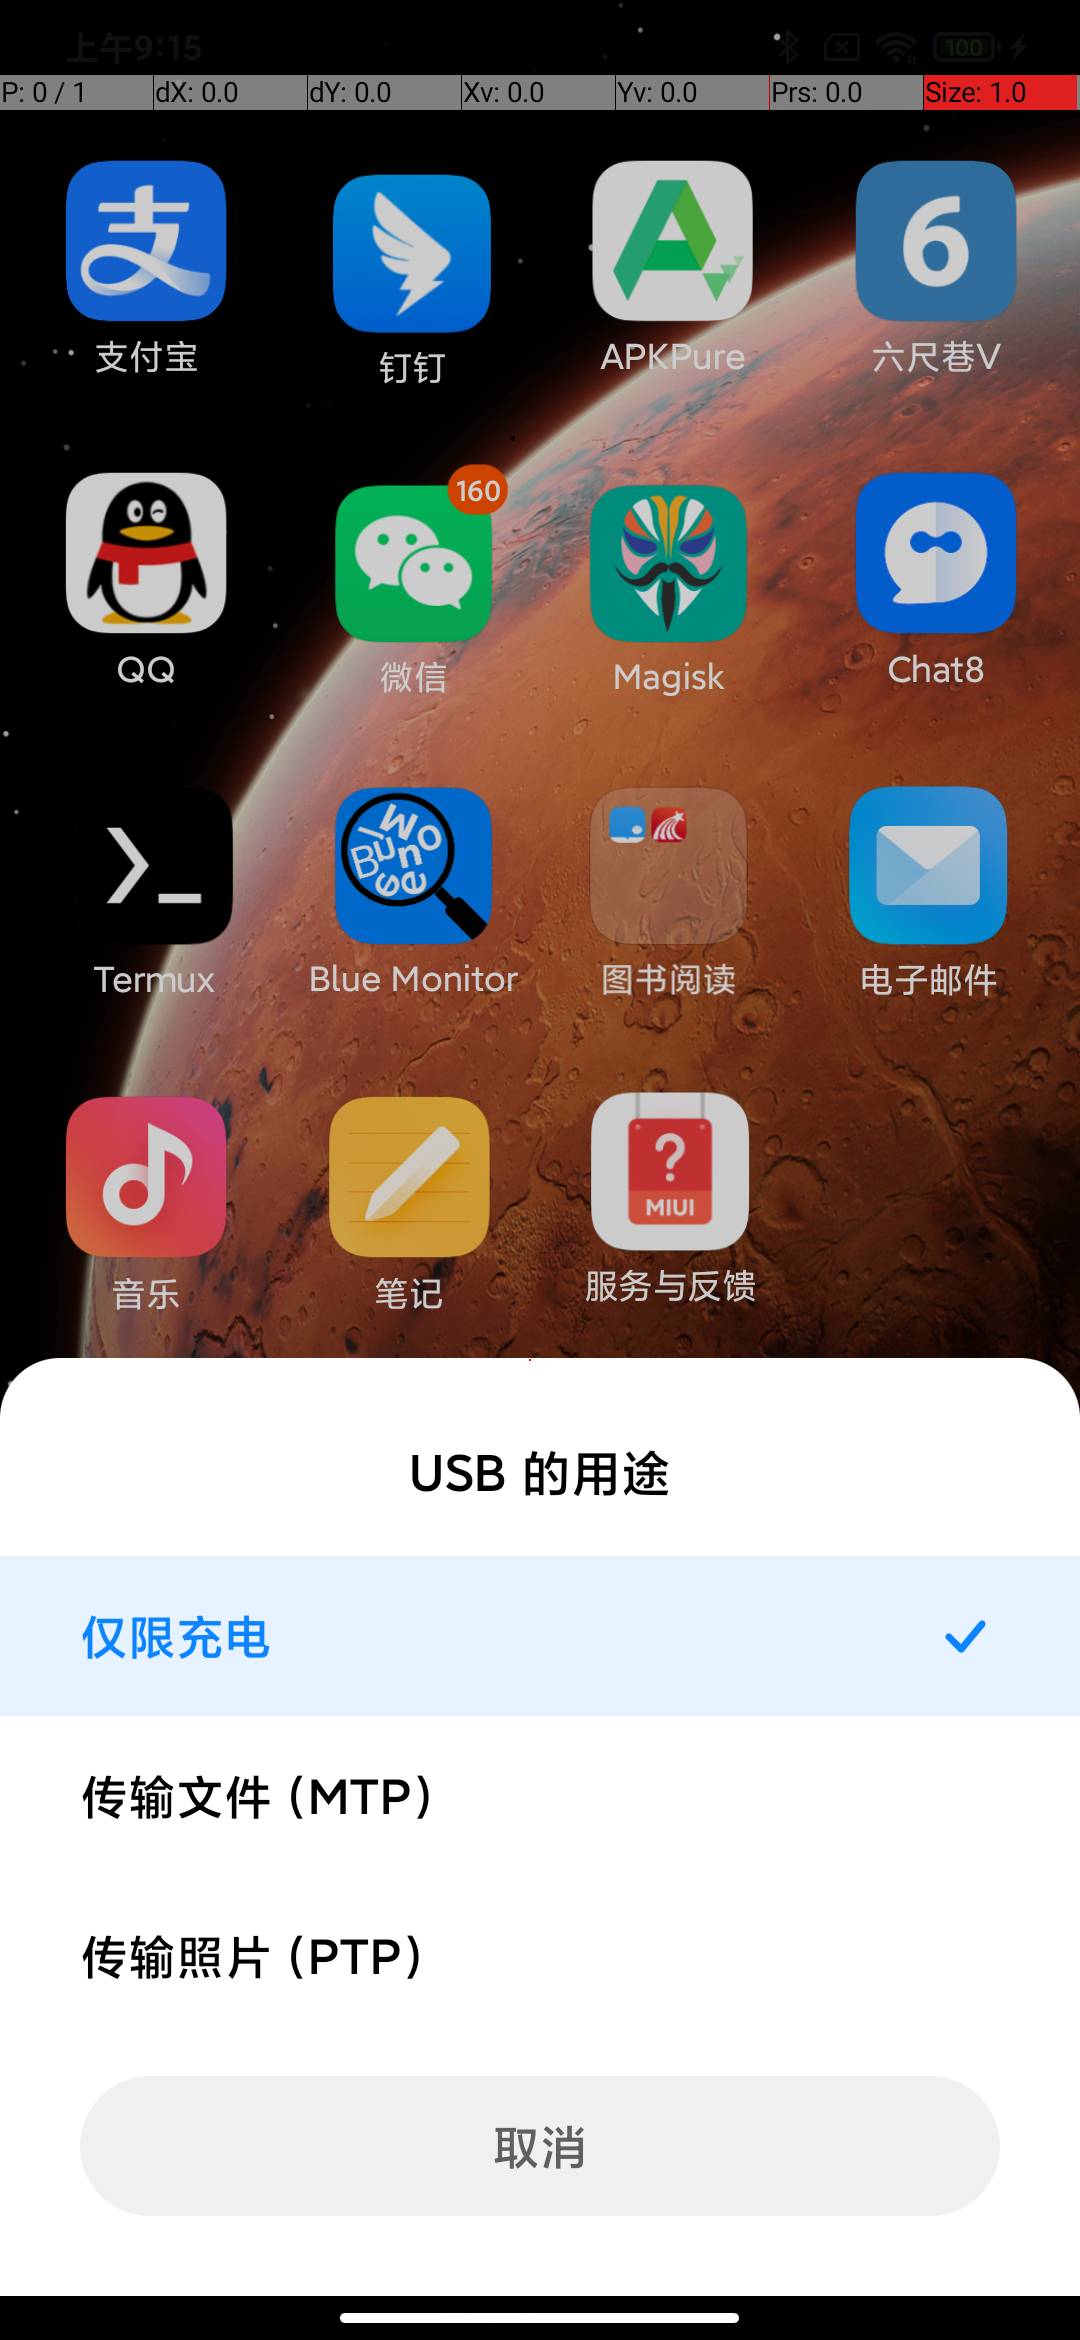 上午9:15
100
P: 0 / 1
dX: 0.0
dY: 0.0
Xv: 0.0
Yv: 0.0
Prs: 0.0
Size: 1.0
支
6
支付宝
钉钉
APKPure
六尺巷V
160
QQ
微信
Magisk
Chat8
Blue Monitor
Termux
图书阅读
电子邮件
?
MIUI
音乐
笔记
服务与反馈
USB 的用途
仅限充电
传输文件 (MTP)
传输照片 (PTP)
取消